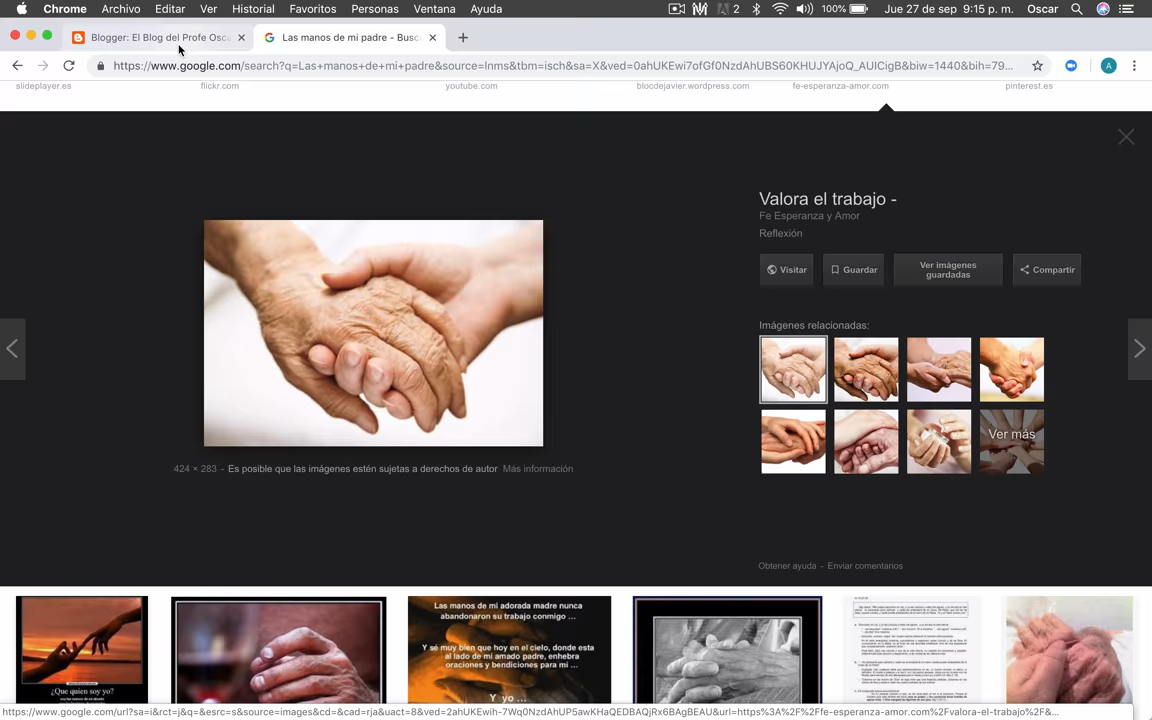 Chrome Archivo Editar Ver Historial Favoritos Personas Ventana Ayuda 2 100% Jue 27 de sep 9:15 p. m. Oscar
Blogger: El Blog del Profe Osca
Las manos de mi padre - Busc
https://www.google.com/search?q=Las+manos+de+mi+padre&source=lnms&tbm=isch&sa=X&ved=0ahUKEwi7ofGf0NzdAhUBS60KHUJYAjoQ_AUICigB&biw=1440&bih=79...
A
slideplayer.es flickr.com youtube.com blocdejavier.wordpress.com fe-esperanza-amor.com pinterest.es
Valora el trabajo -
Fe Esperanza y Amor
Reflexión
Visitar Guardar Ver imágenes guardadas Compartir
Imágenes relacionadas:
Ver más
424 × 283 - Es posible que las imágenes estén sujetas a derechos de autor Más información
Obtener ayuda - Enviar comentarios
Las manos de mi adorada madre nunca
abandonaron su trabajo conmigo ...
Y sé muy bien que hoy en el cielo, donde esta
al lado de mi amado padre, enhebra
oraciones y bendiciones para mi ...
Y yo ...
¿Que quien soy yo?
https://www.google.com/url?sa=i&rct=j&q=&esrc=s&source=images&cd=&cad=rja&uact=8&ved=2ahUKEwih-7Wq0NzdAhUP5awKHaQEDBAQjRx6BAgBEAU&url=https%3A%2F%2Ffe-esperanza-amor.com%2Fvalora-el-trabajo%2F&...